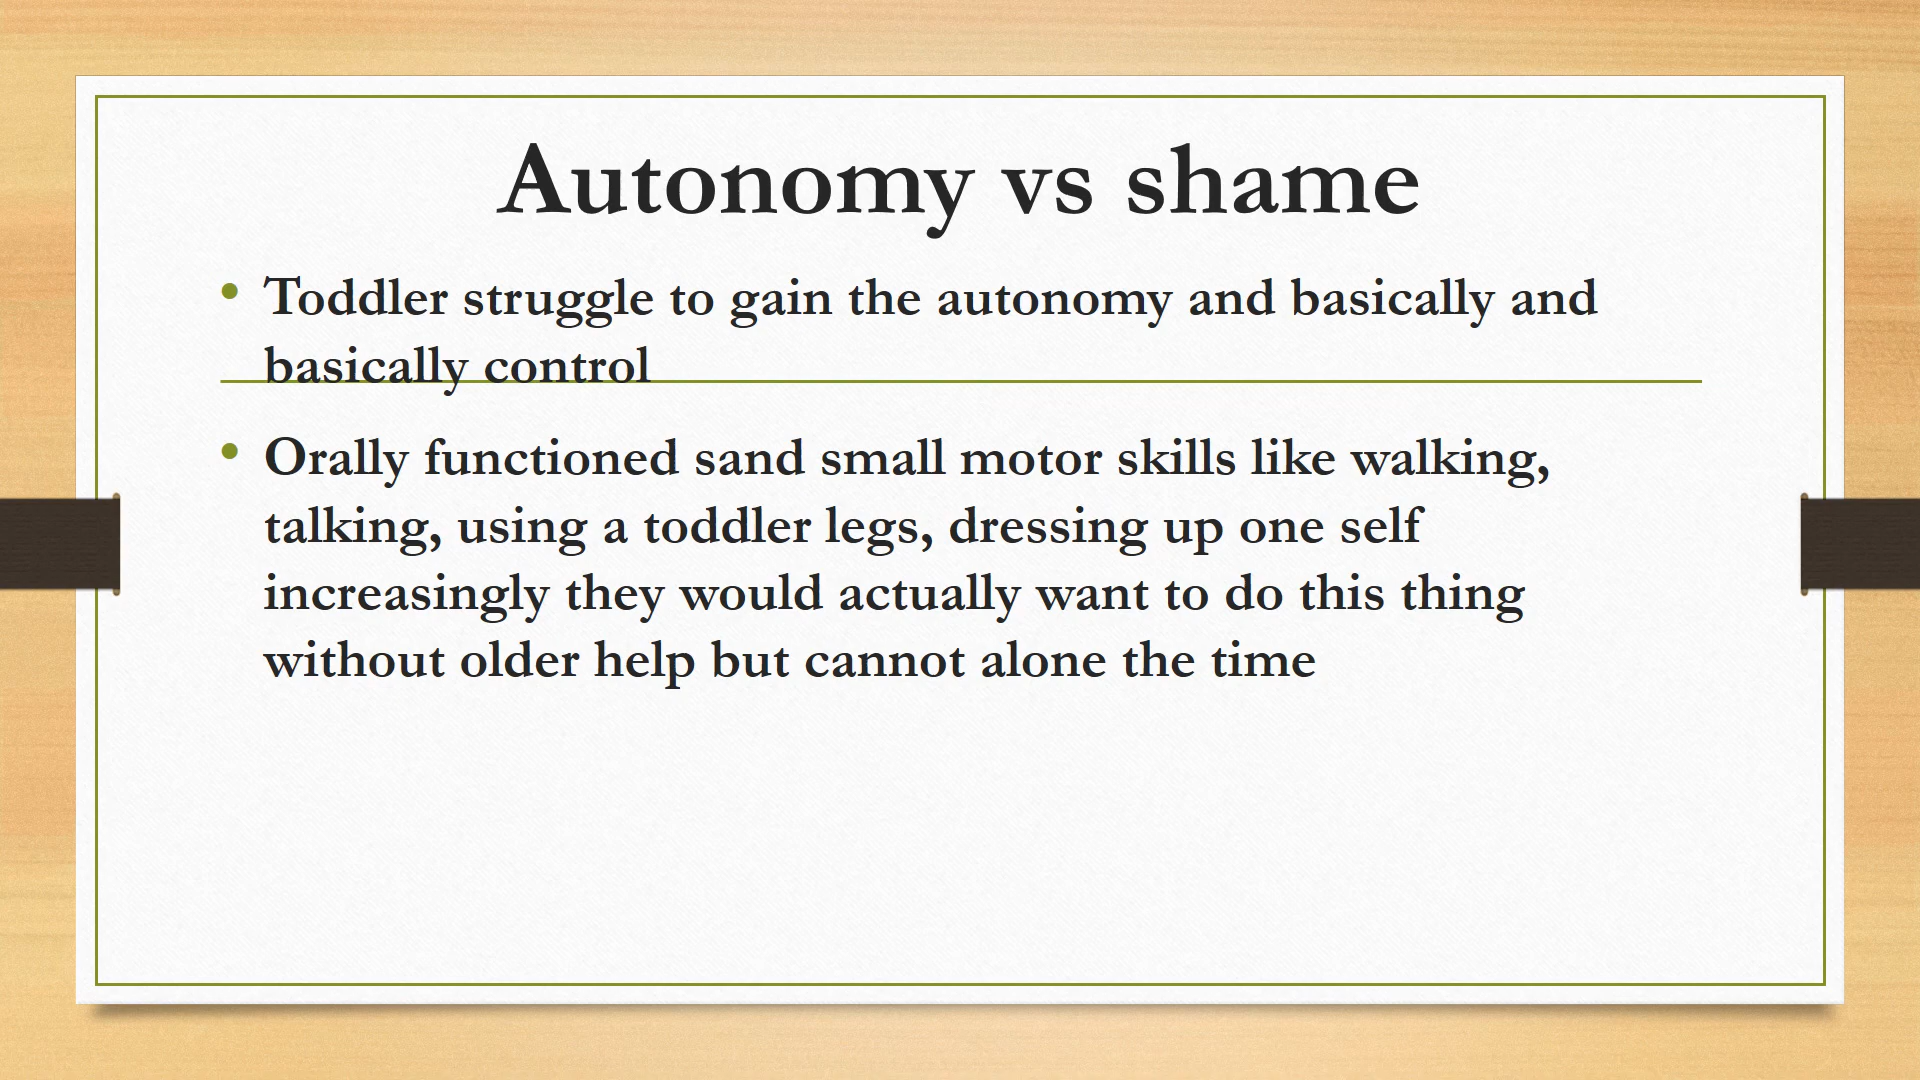 Autonomy vs shame
• Toddler struggle to gain the autonomy and basically and
basically control
• Orally functioned sand small motor skills like walking,
talking, using a toddler legs, dressing up one self
increasingly they would actually want to do this thing
without older help but cannot alone the time